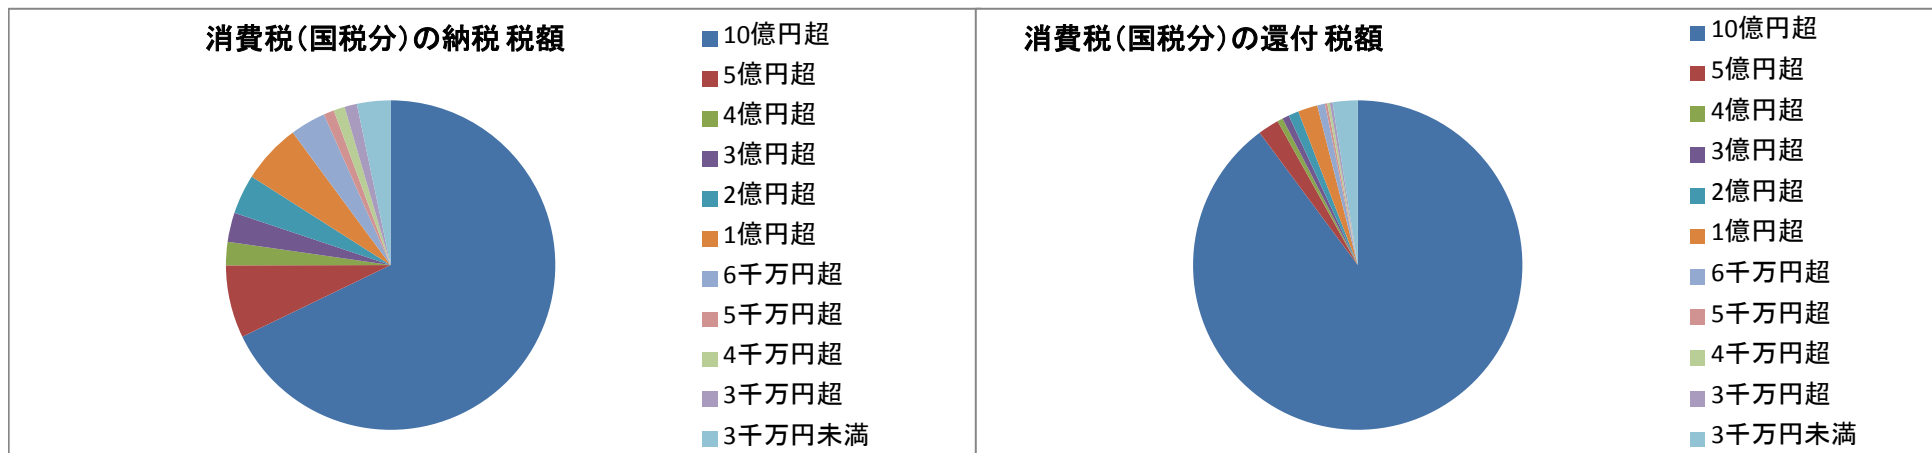 消費税（国税分）の納税 税額
10億円超
5億円超
4億円超
3億円超
2億円超
1億円超
6千万円超
5千万円超
4千万円超
3千万円超
3千万円未満
消費税（国税分）の還付 税額
10億円超
5億円超
4億円超
3億円超
2億円超
1億円超
6千万円超
5千万円超
4千万円超
3千万円超
3千万円未満